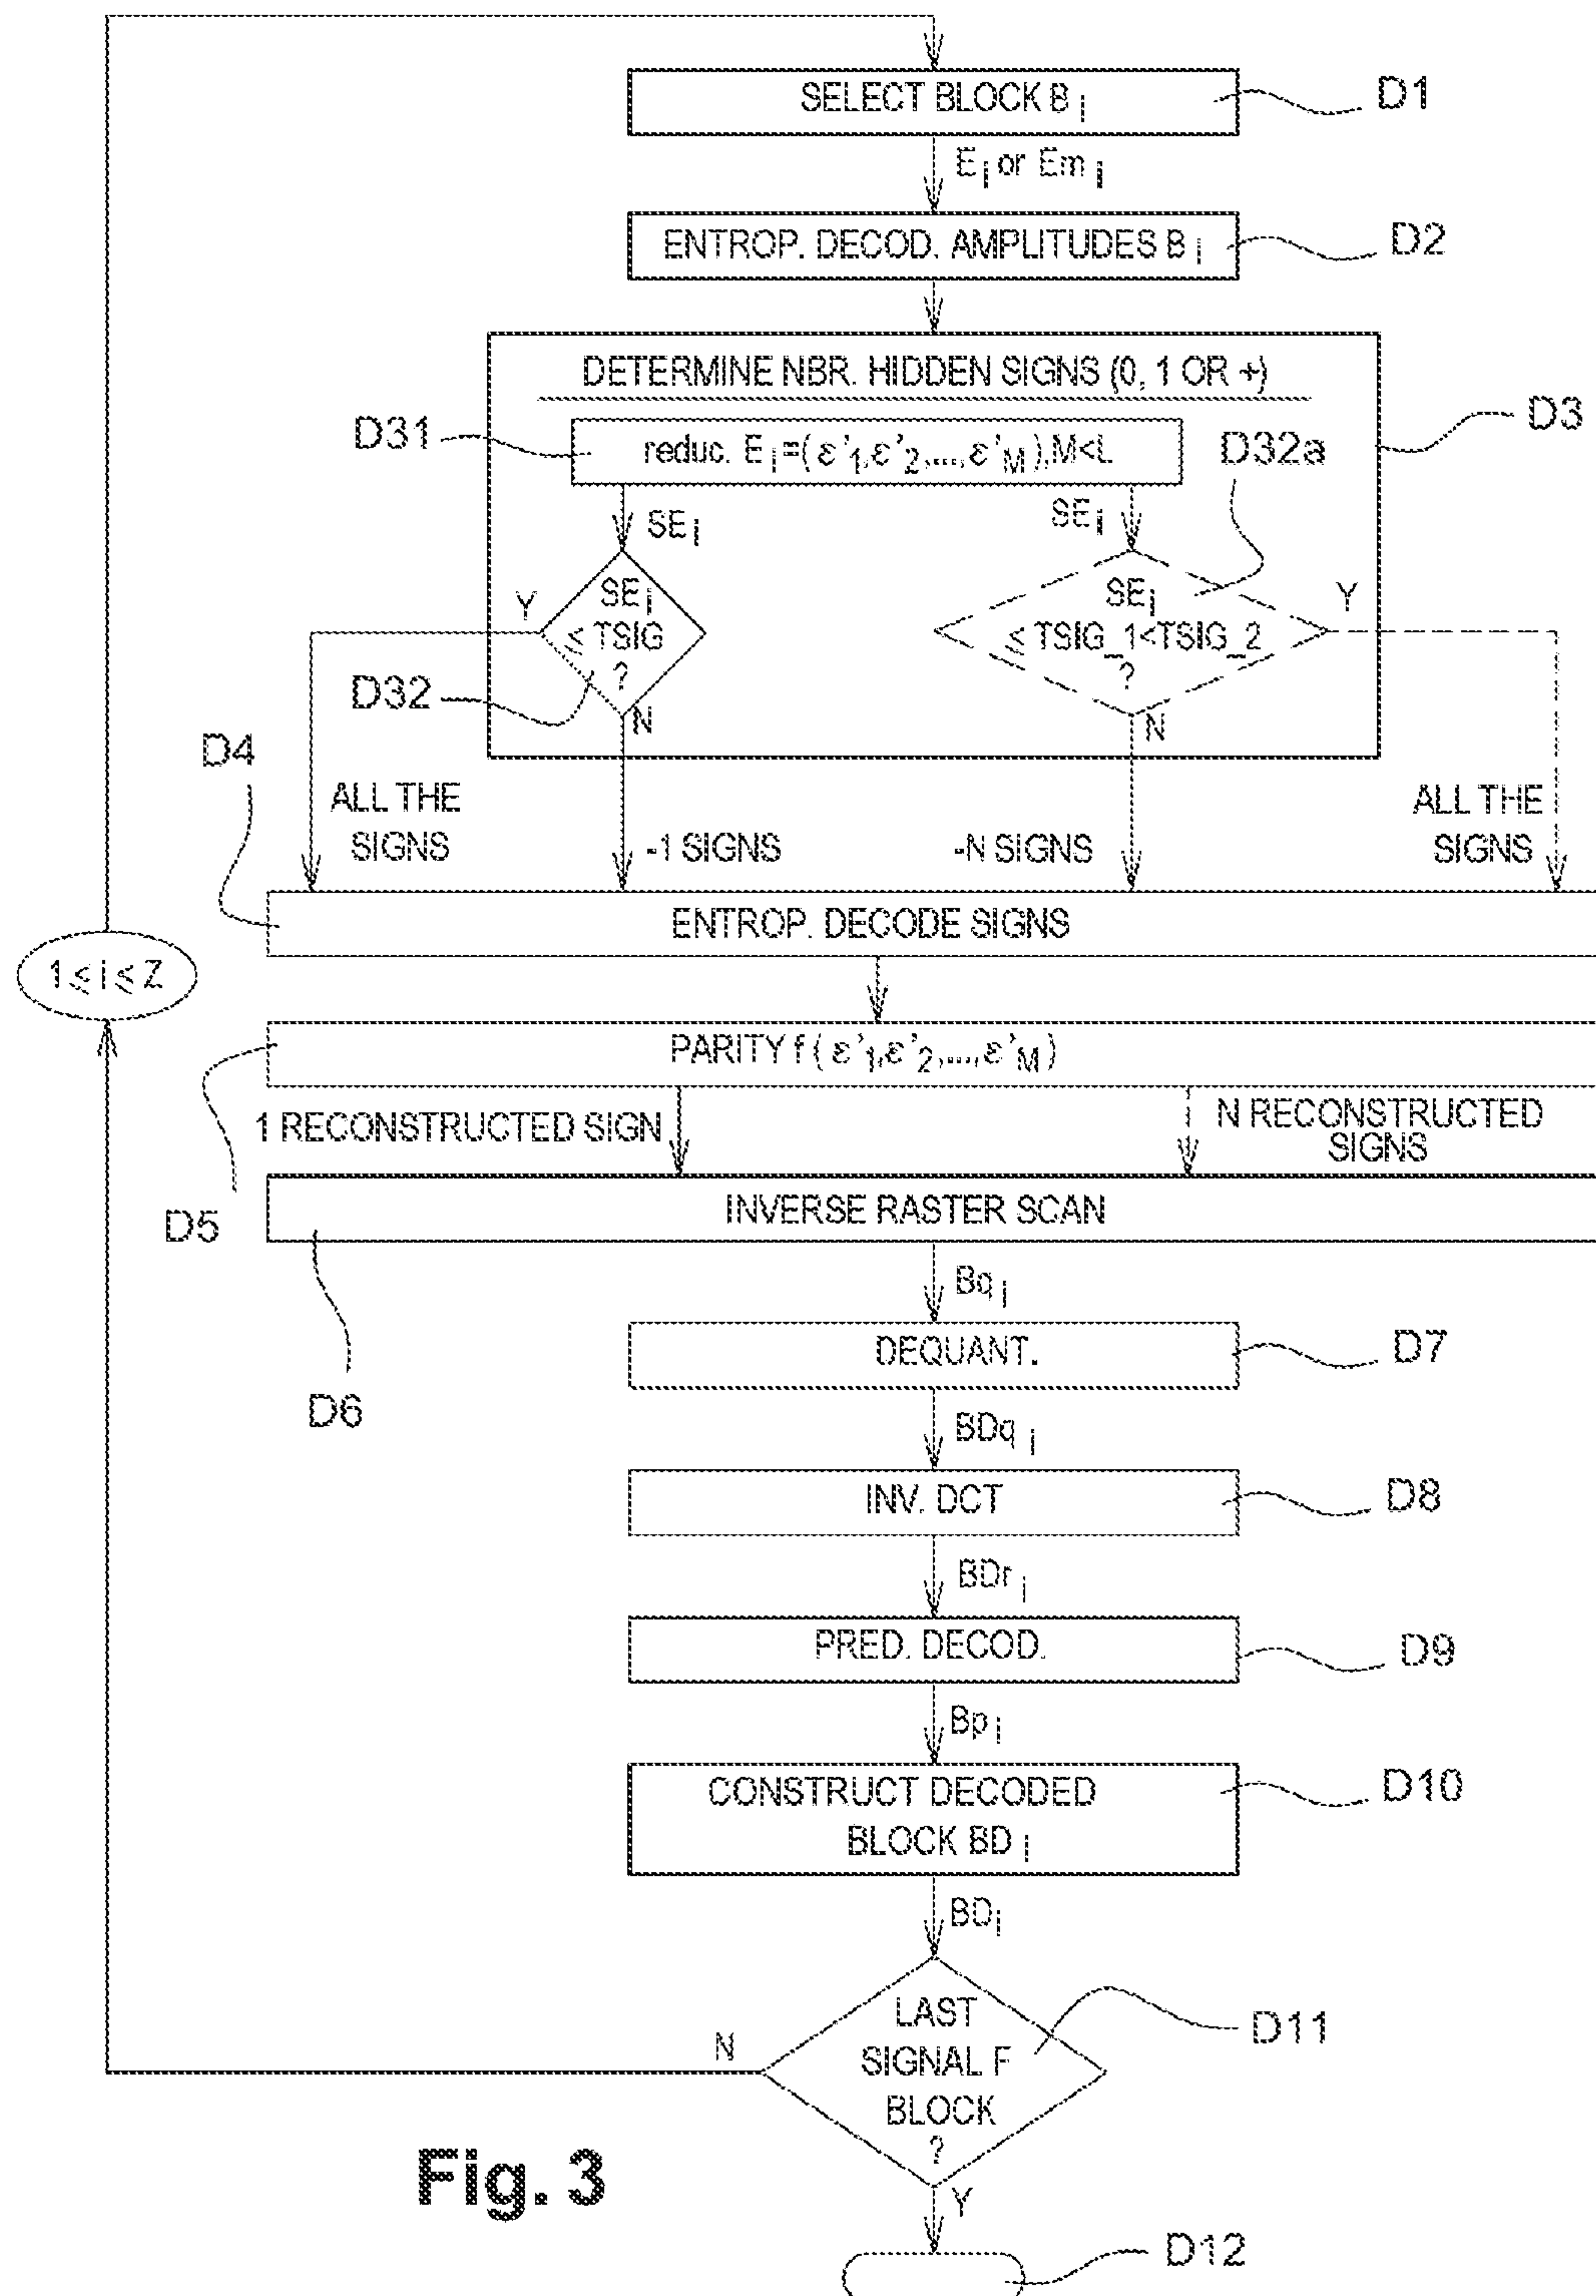 SELECT BLOCK B i
D1
E i or Em i
ENTROP. DECOD. AMPLITUDES B i
D2
DETERMINE NBR. HIDDEN SIGNS (0, 1 OR +)
D3
D31
reduc. E i =(ε'1,ε'2,...,ε'M),M<L
D32a
SE i
SE i
Y
SE i
≤ TSIG
?
N
D32
SE i
≤ TSIG_1<TSIG_2
?
Y
N
D4
ALL THE
SIGNS
-1 SIGNS
-N SIGNS
ALL THE
SIGNS
ENTROP. DECODE SIGNS
1 ≤ i ≤ Z
PARITY f (ε'1,ε'2,...,ε'M)
1 RECONSTRUCTED SIGN
N RECONSTRUCTED
SIGNS
D5
INVERSE RASTER SCAN
D6
Bq i
DEQUANT.
D7
BDq i
INV. DCT
D8
BDr i
PRED. DECOD.
D9
Bp i
CONSTRUCT DECODED
BLOCK BD i
D10
BD i
LAST
SIGNAL F
BLOCK
?
D11
N
Y
Fig. 3
D12